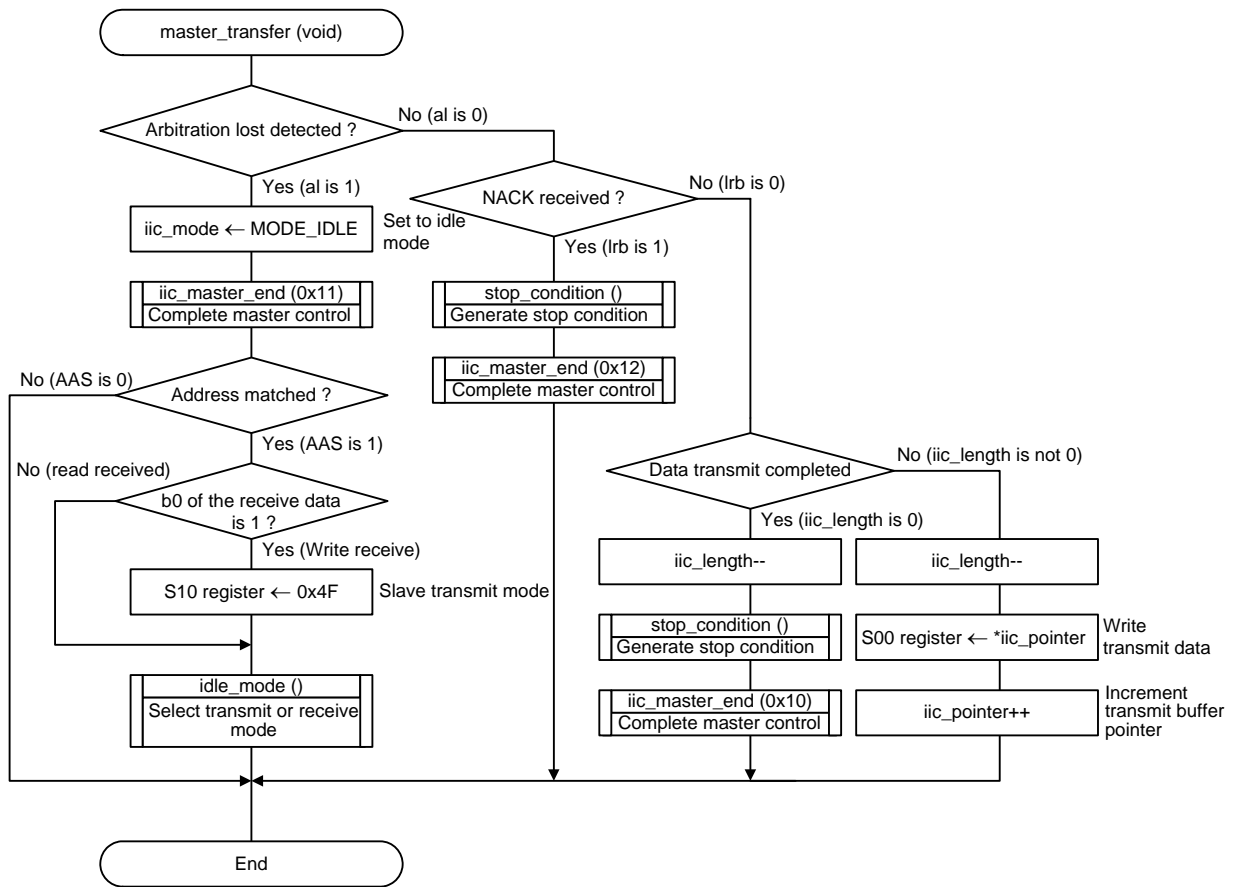 master_transfer (void)
Arbitration lost detected ?
No (al is 0)
Yes (al is 1)
iic_mode ← MODE_IDLE
Set to idle
mode
iic_master_end (0x11)
Complete master control
No (AAS is 0)
Address matched ?
Yes (AAS is 1)
No (read received)
b0 of the receive data
is 1 ?
Yes (Write receive)
S10 register ← 0x4F
Slave transmit mode
idle_mode ()
Select transmit or receive
mode
NACK received ?
No (lrb is 0)
Yes (lrb is 1)
stop_condition ()
Generate stop condition
iic_master_end (0x12)
Complete master control
Data transmit completed
No (iic_length is not 0)
Yes (iic_length is 0)
iic_length--
stop_condition ()
Generate stop condition
iic_master_end (0x10)
Complete master control
iic_length--
S00 register ← *iic_pointer
Write
transmit data
iic_pointer++
Increment
transmit buffer
pointer
End